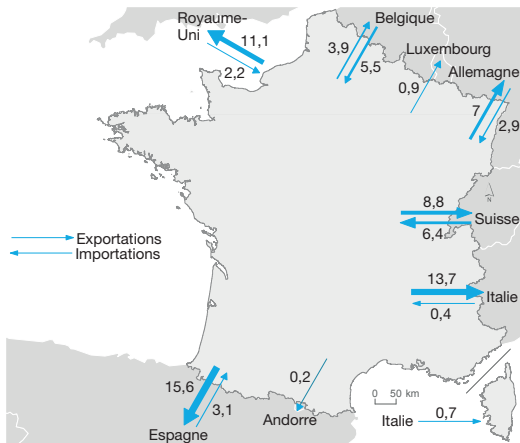 Royaume-
Uni
11,1
2,2
Belgique
3,9
5,5
Luxembourg
0,9
Allemagne
7
2,9
N
8,8
Suisse
6,4
Exportations
Importations
13,7
Italie
0,4
15,6
3,1
Espagne
0,2
Andorre
0 50 km
Italie
0,7